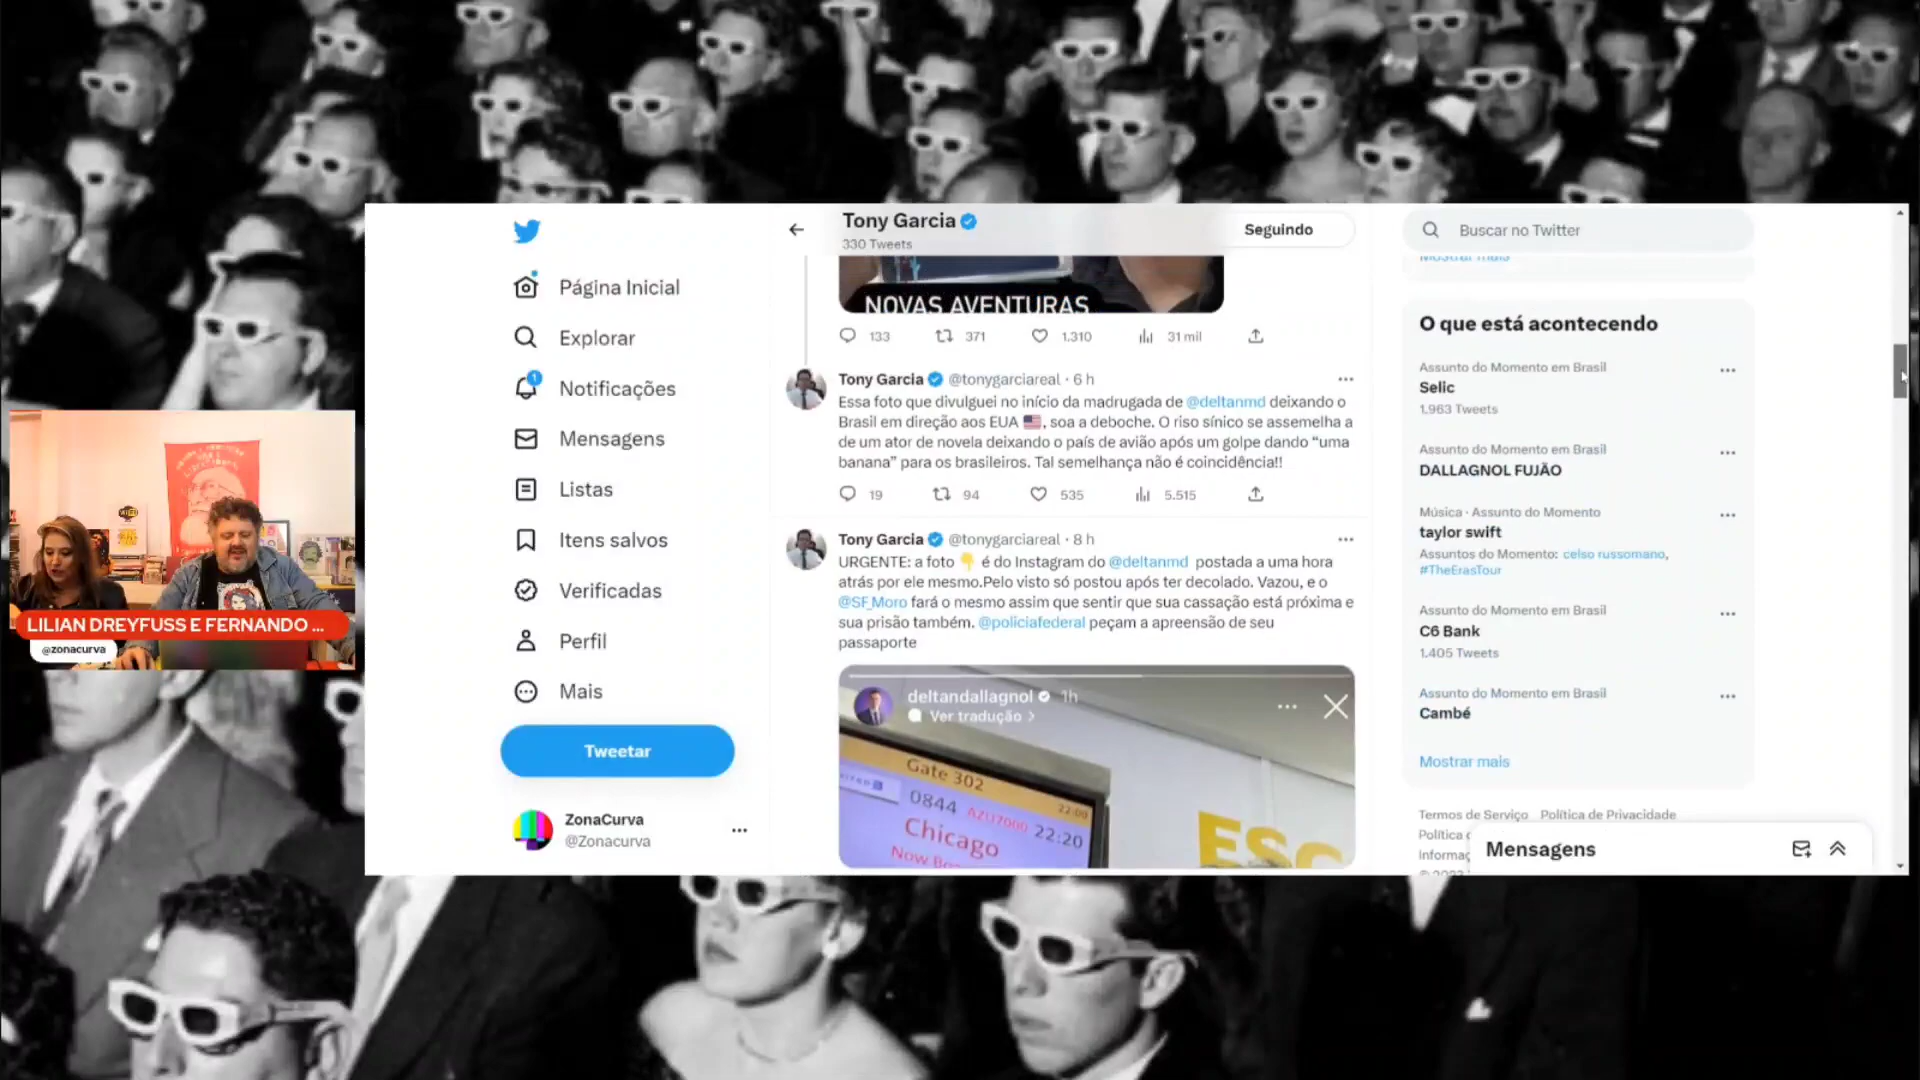 Tony Garcia
330 Tweets
Seguindo
Buscar no Twitter
Mostrar mais
Página Inicial
Explorar
1
Notificações
Mensagens
Listas
Itens salvos
Verificadas
Perfil
Mais
Tweetar
ZonaCurva
@Zonacurva
NOVAS AVENTURAS
133 371 1.310 31 mil
Tony Garcia @tonygarciareal · 6 h
Essa foto que divulguei no início da madrugada de @deltanmd deixando o
Brasil em direção aos EUA 🇺🇸, soa a deboche. O riso sínico se assemelha a
de um ator de novela deixando o país de avião após um golpe dando “uma
banana” para os brasileiros. Tal semelhança não é coincidência!!
19 94 535 5.515
Tony Garcia @tonygarciareal · 8 h
URGENTE: a foto 👇 é do Instagram do @deltanmd postada a uma hora
atrás por ele mesmo.Pelo visto só postou após ter decolado. Vazou, e o
@SF_Moro fará o mesmo assim que sentir que sua cassação está próxima e
sua prisão também. @policiafederal peçam a apreensão de seu
passaporte
deltandallagnol 1h
Ver tradução
Gate 302
22:09
0844 AZU7000 22:20
Chicago
Now
ESC
O que está acontecendo
Assunto do Momento em Brasil
Selic
1.963 Tweets
Assunto do Momento em Brasil
DALLAGNOL FUJÃO
Música · Assunto do Momento
taylor swift
Assuntos do Momento: celso russomano,
#TheErasTour
Assunto do Momento em Brasil
C6 Bank
1.405 Tweets
Assunto do Momento em Brasil
Cambé
Mostrar mais
Termos de Serviço Política de Privacidade
Mensagens
LILIAN DREYFUSS E FERNANDO ...
@zonacurva